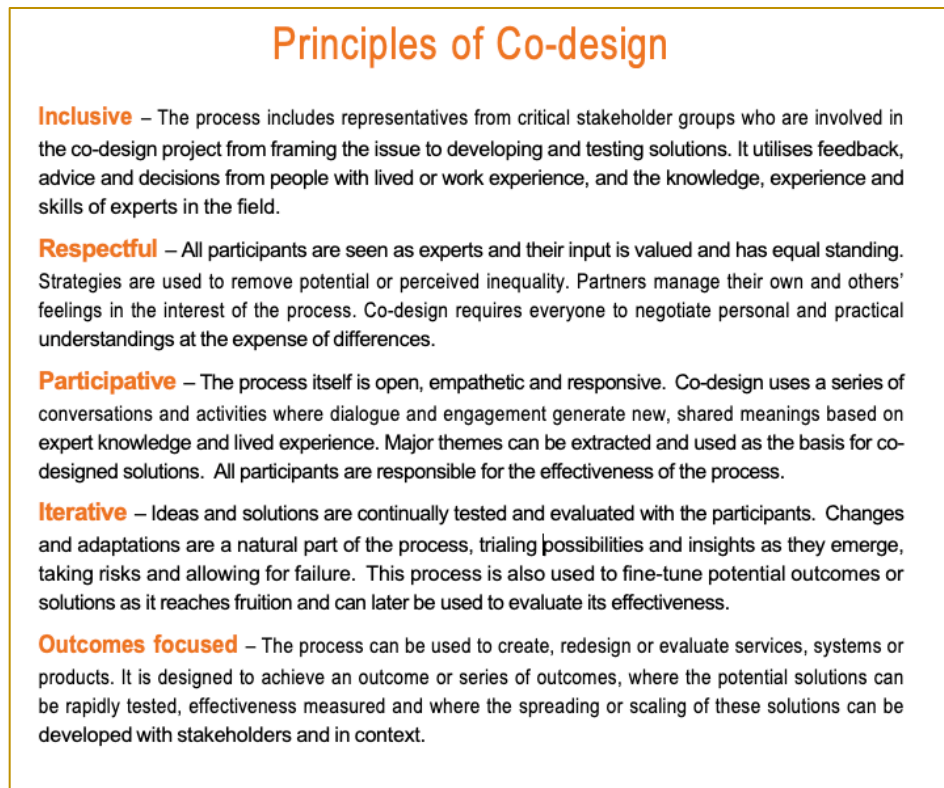 Principles of Co-design
Inclusive – The process includes representatives from critical stakeholder groups who are involved in
the co-design project from framing the issue to developing and testing solutions. It utilises feedback,
advice and decisions from people with lived or work experience, and the knowledge, experience and
skills of experts in the field.
Respectful – All participants are seen as experts and their input is valued and has equal standing.
Strategies are used to remove potential or perceived inequality. Partners manage their own and others’
feelings in the interest of the process. Co-design requires everyone to negotiate personal and practical
understandings at the expense of differences.
Participative – The process itself is open, empathetic and responsive. Co-design uses a series of
conversations and activities where dialogue and engagement generate new, shared meanings based on
expert knowledge and lived experience. Major themes can be extracted and used as the basis for co-
designed solutions. All participants are responsible for the effectiveness of the process.
Iterative – Ideas and solutions are continually tested and evaluated with the participants. Changes
and adaptations are a natural part of the process, trialing possibilities and insights as they emerge,
taking risks and allowing for failure. This process is also used to fine-tune potential outcomes or
solutions as it reaches fruition and can later be used to evaluate its effectiveness.
Outcomes focused – The process can be used to create, redesign or evaluate services, systems or
products. It is designed to achieve an outcome or series of outcomes, where the potential solutions can
be rapidly tested, effectiveness measured and where the spreading or scaling of these solutions can be
developed with stakeholders and in context.